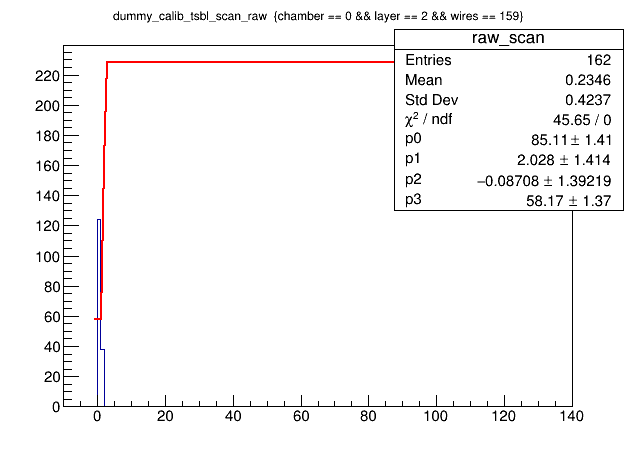 dummy_calib_tsbl_scan_raw {chamber == 0 && layer == 2 && wires == 159}
raw_scan
Entries 162
Mean 0.2346
Std Dev 0.4237
χ² / ndf 45.65 / 0
p0 85.11 ± 1.41
p1 2.028 ± 1.414
p2 −0.08708 ± 1.39219
p3 58.17 ± 1.37
220
200
180
160
140
120
100
80
60
40
20
0
0 20 40 60 80 100 120 140